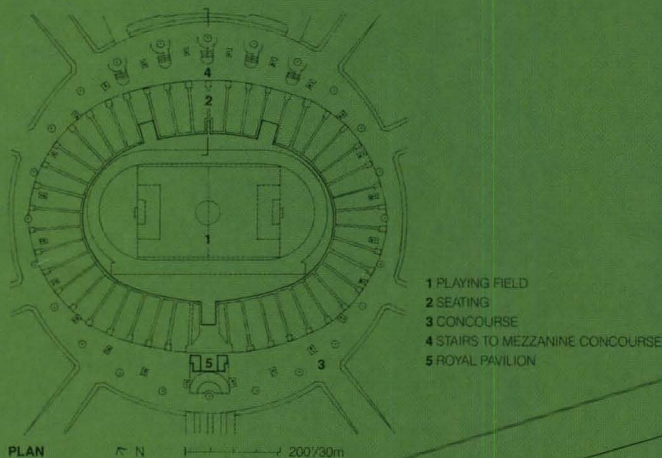 4
2
1
1 PLAYING FIELD
2 SEATING
3 CONCOURSE
4 STAIRS TO MEZZANINE CONCOURSE
5 ROYAL PAVILION
5
3
PLAN N 200'/30m